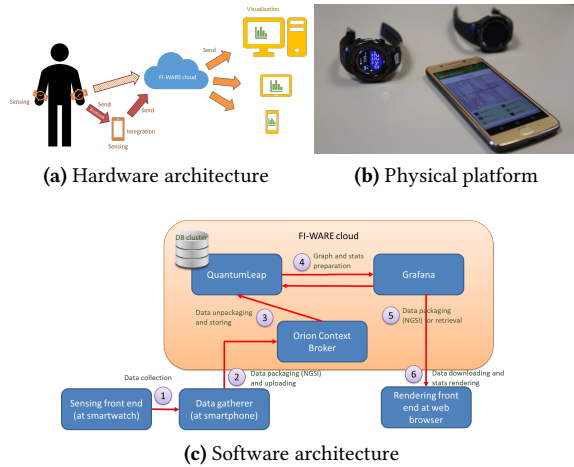 Visualisation
Send
FI-WARE cloud
Sensing
Send
Send
Integration
Sensing
(a) Hardware architecture
(b) Physical platform
FI-WARE cloud
DB cluster
QuantumLeap
4
Graph and stats
preparation
Grafana
Data unpackaging
and storing
3
5
Data packaging
(NGSI) for retrieval
Orion Context
Broker
Data collection
1
2
Data packaging (NGSI)
and uploading
6
Data downloading and
stats rendering
Sensing front end
(at smartwatch)
Data gatherer
(at smartphone)
Rendering front
end at web
browser
(c) Software architecture